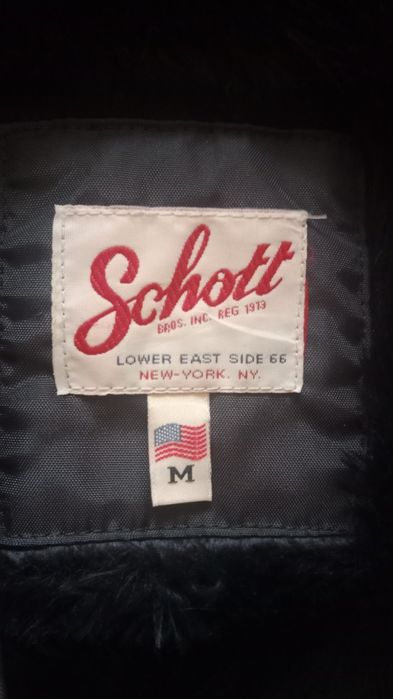 Schott
BROS. INC. REG 1913
LOWER EAST SIDE 66
NEW-YORK. NY.
M